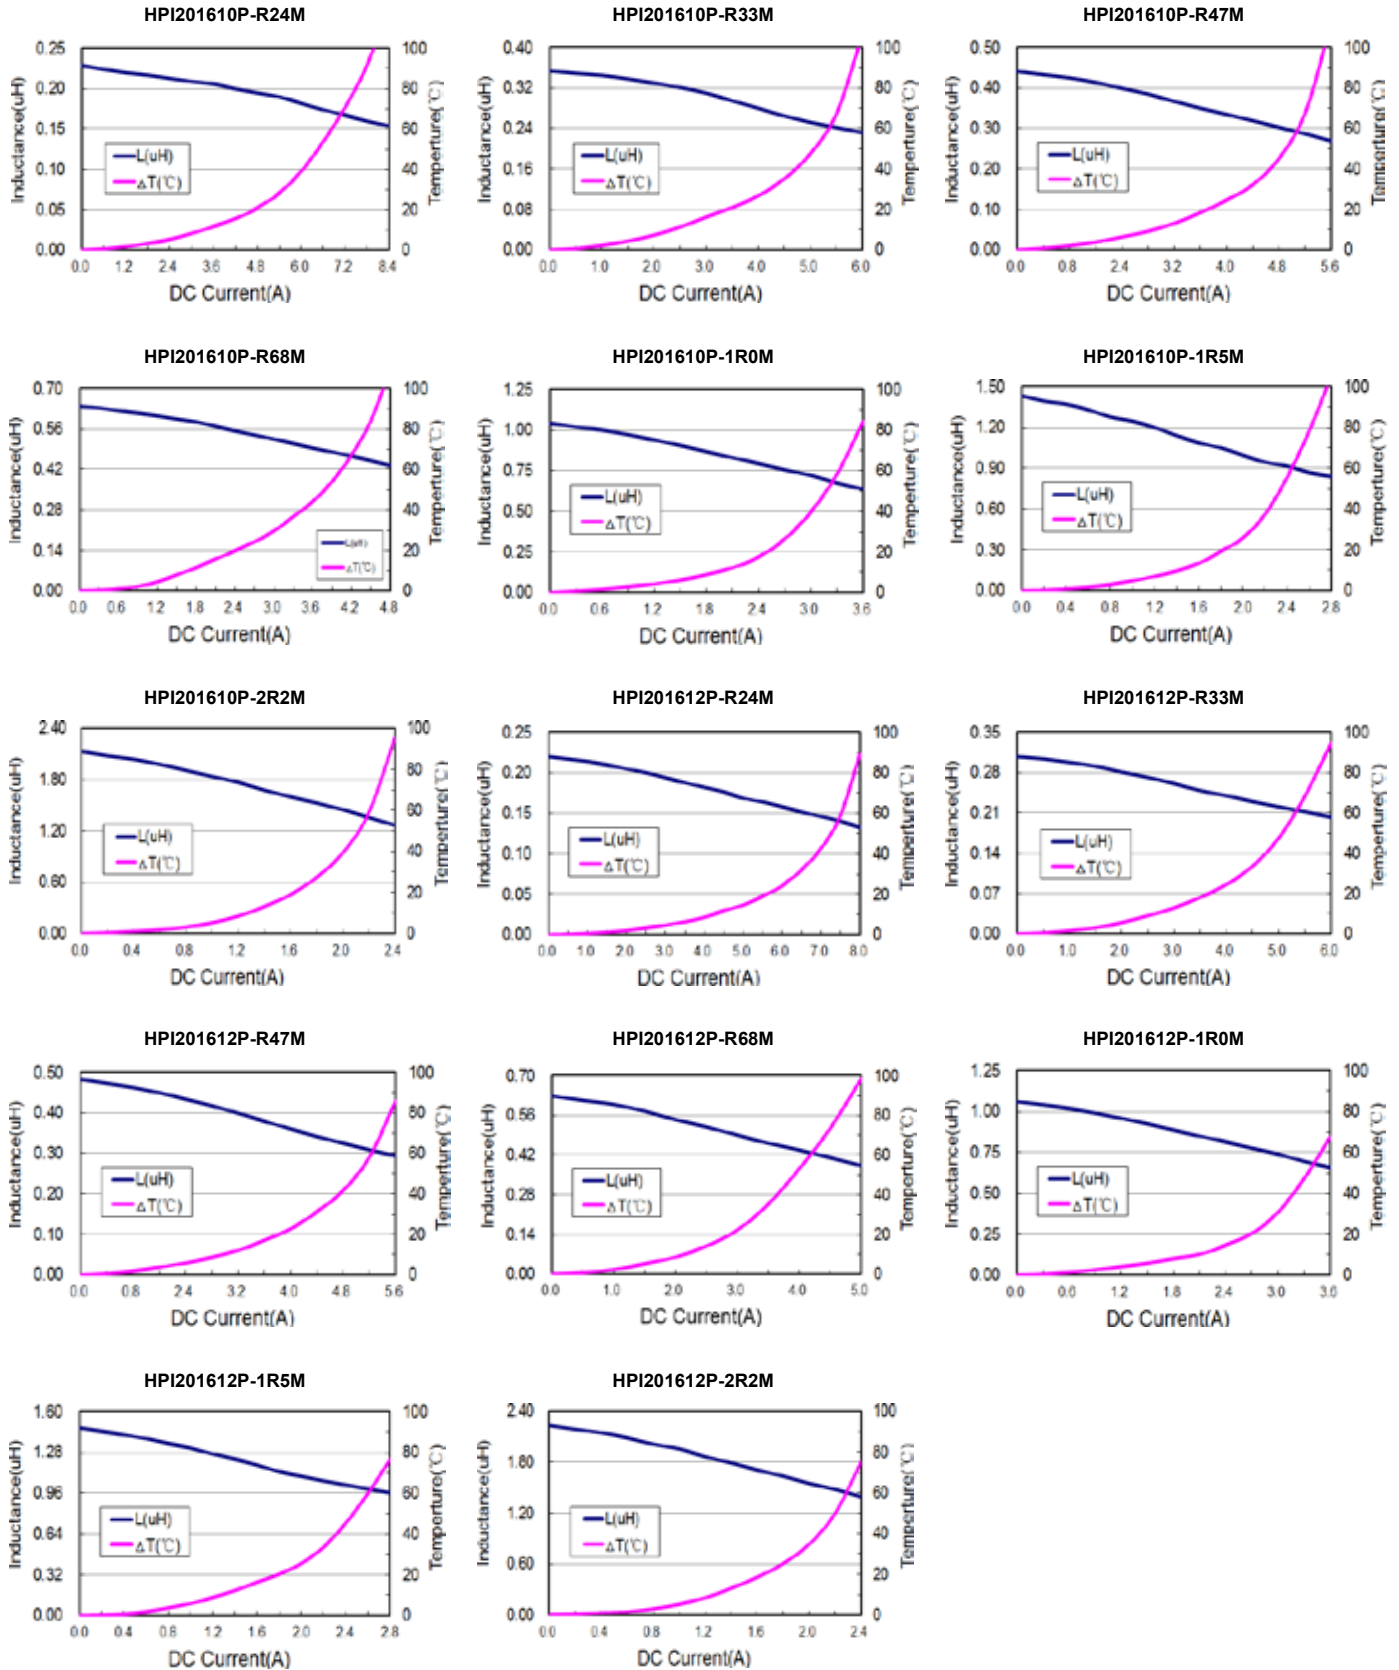 HPI201610P-R24M
Inductance(uH)
0.25
0.20
0.15
0.10
0.05
0.00
L(uH)
ΔT(℃)
100
80
60
40
20
0
Temperture(℃)
0.0 1.2 2.4 3.6 4.8 6.0 7.2 8.4
DC Current(A)
HPI201610P-R33M
Inductance(uH)
0.40
0.32
0.24
0.16
0.08
0.00
L(uH)
ΔT(℃)
100
80
60
40
20
0
Temperture(℃)
0.0 1.0 2.0 3.0 4.0 5.0 6.0
DC Current(A)
HPI201610P-R47M
Inductance(uH)
0.50
0.40
0.30
0.20
0.10
0.00
L(uH)
ΔT(℃)
100
80
60
40
20
0
Temperture(℃)
0.0 0.8 2.4 3.2 4.0 4.8 5.6
DC Current(A)
HPI201610P-R68M
Inductance(uH)
0.70
0.56
0.42
0.28
0.14
0.00
L(uH)
ΔT(℃)
100
80
60
40
20
0
Temperture(℃)
0.0 0.6 1.2 1.8 2.4 3.0 3.6 4.2 4.8
DC Current(A)
HPI201610P-1R0M
Inductance(uH)
1.25
1.00
0.75
0.50
0.25
0.00
L(uH)
ΔT(℃)
100
80
60
40
20
0
Temperture(℃)
0.0 0.6 1.2 1.8 2.4 3.0 3.6
DC Current(A)
HPI201610P-1R5M
Inductance(uH)
1.50
1.20
0.90
0.60
0.30
0.00
L(uH)
ΔT(℃)
100
80
60
40
20
0
Temperture(℃)
0.0 0.4 0.8 1.2 1.6 2.0 2.4 2.8
DC Current(A)
HPI201610P-2R2M
Inductance(uH)
2.40
1.80
1.20
0.60
0.00
L(uH)
ΔT(℃)
100
80
60
40
20
0
Temperture(℃)
0.0 0.4 0.8 1.2 1.6 2.0 2.4
DC Current(A)
HPI201612P-R24M
Inductance(uH)
0.25
0.20
0.15
0.10
0.05
0.00
L(uH)
ΔT(℃)
100
80
60
40
20
0
Temperture(℃)
0.0 1.0 2.0 3.0 4.0 5.0 6.0 7.0 8.0
DC Current(A)
HPI201612P-R33M
Inductance(uH)
0.35
0.28
0.21
0.14
0.07
0.00
L(uH)
ΔT(℃)
100
80
60
40
20
0
Temperture(℃)
0.0 1.0 2.0 3.0 4.0 5.0 6.0
DC Current(A)
HPI201612P-R47M
Inductance(uH)
0.50
0.40
0.30
0.20
0.10
0.00
L(uH)
ΔT(℃)
100
80
60
40
20
0
Temperture(℃)
0.0 0.8 1.6 2.4 3.2 4.0 4.8 5.6
DC Current(A)
HPI201612P-R68M
Inductance(uH)
0.70
0.56
0.42
0.28
0.14
0.00
L(uH)
ΔT(℃)
100
80
60
40
20
0
Temperture(℃)
0.0 1.0 2.0 3.0 4.0 5.0
DC Current(A)
HPI201612P-1R0M
Inductance(uH)
1.25
1.00
0.75
0.50
0.25
0.00
L(uH)
ΔT(℃)
100
80
60
40
20
0
Temperture(℃)
0.0 0.6 1.2 1.8 2.4 3.0 3.6
DC Current(A)
HPI201612P-1R5M
Inductance(uH)
1.60
1.28
0.96
0.64
0.32
0.00
L(uH)
ΔT(℃)
100
80
60
40
20
0
Temperture(℃)
0.0 0.4 0.8 1.2 1.6 2.0 2.4 2.8
DC Current(A)
HPI201612P-2R2M
Inductance(uH)
2.40
1.80
1.20
0.60
0.00
L(uH)
ΔT(℃)
100
80
60
40
20
0
Temperture(℃)
0.0 0.4 0.8 1.2 1.6 2.0 2.4
DC Current(A)